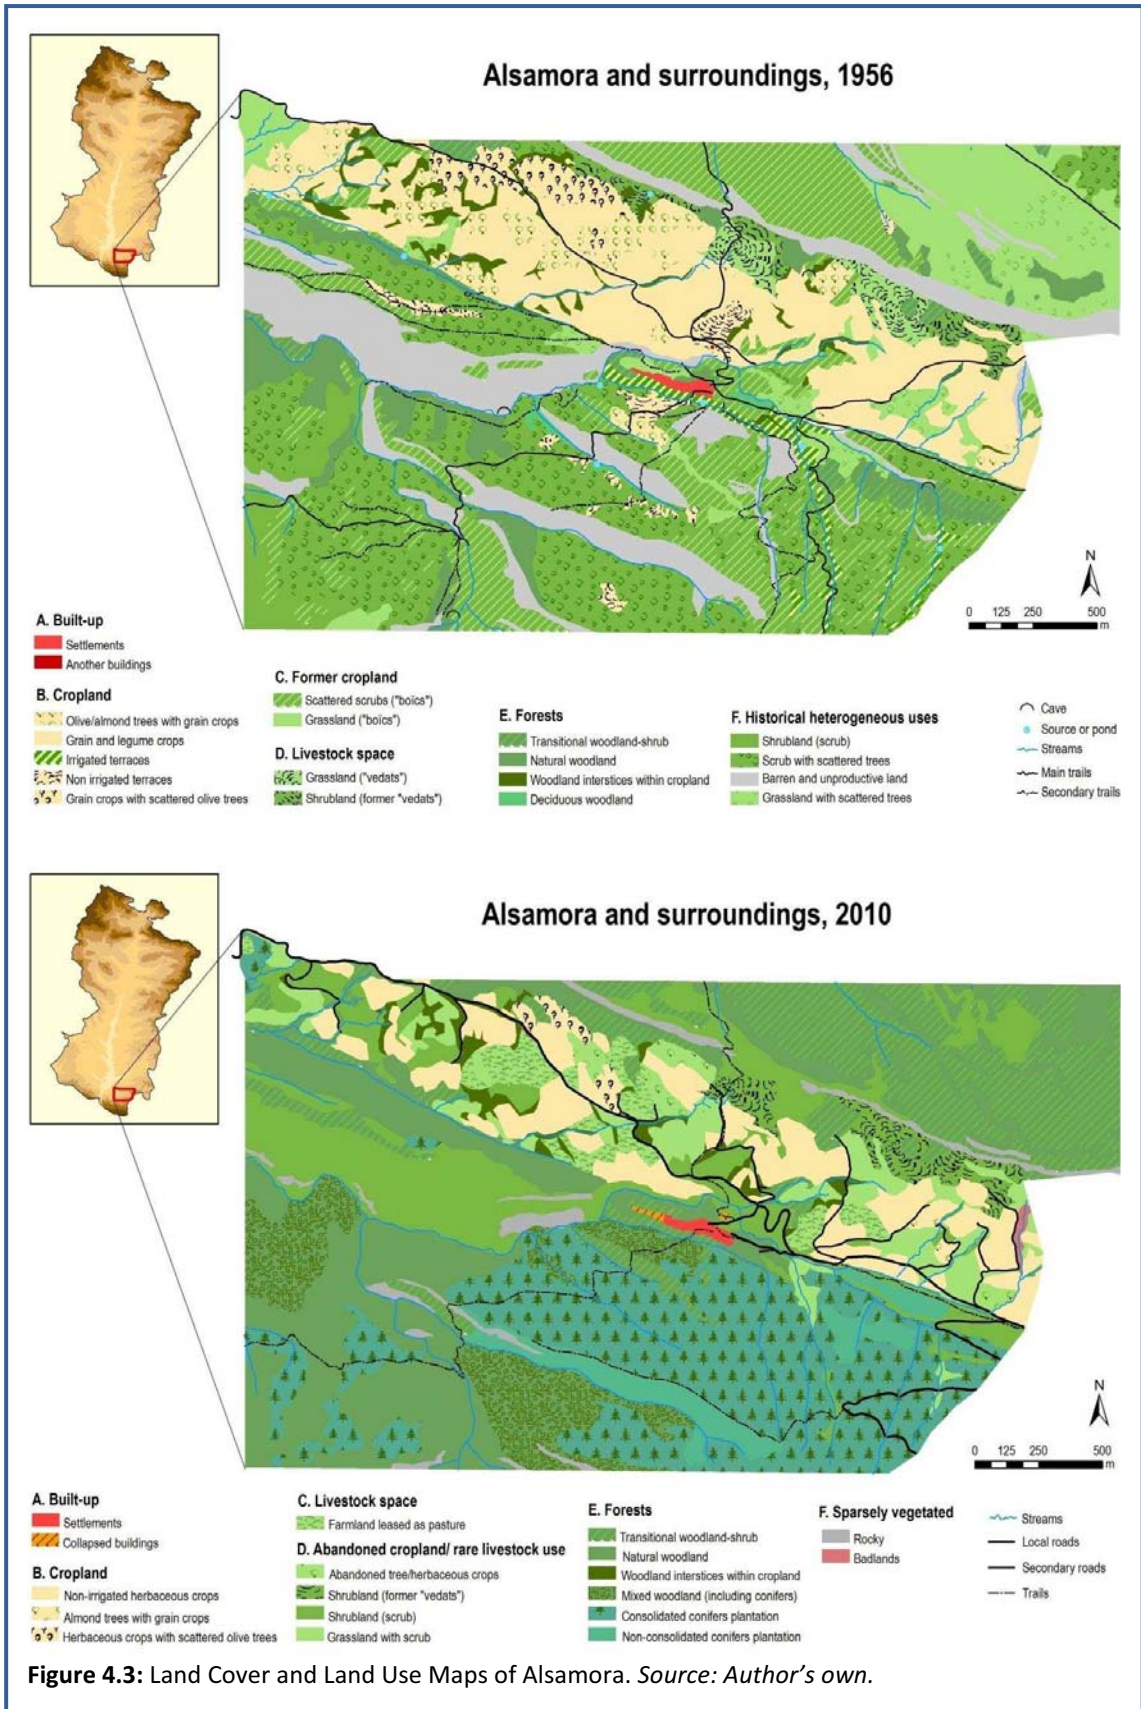 Alsamora and surroundings, 1956
N
0 125 250 500
m
A. Built-up
Settlements
Another buildings
B. Cropland
Olive/almond trees with grain crops
Grain and legume crops
Irrigated terraces
Non irrigated terraces
Grain crops with scattered olive trees
C. Former cropland
Scattered scrubs ("boïcs")
Grassland ("boïcs")
D. Livestock space
Grassland ("vedats")
Shrubland (former "vedats")
E. Forests
Transitional woodland-shrub
Natural woodland
Woodland interstices within cropland
Deciduous woodland
F. Historical heterogeneous uses
Shrubland (scrub)
Scrub with scattered trees
Barren and unproductive land
Grassland with scattered trees
Cave
Source or pond
Streams
Main trails
Secondary trails
Alsamora and surroundings, 2010
N
0 125 250 500
m
A. Built-up
Settlements
Collapsed buildings
B. Cropland
Non-irrigated herbaceous crops
Almond trees with grain crops
Herbaceous crops with scattered olive trees
C. Livestock space
Farmland leased as pasture
D. Abandoned cropland/ rare livestock use
Abandoned tree/herbaceous crops
Shrubland (former "vedats")
Shrubland (scrub)
Grassland with scrub
E. Forests
Transitional woodland-shrub
Natural woodland
Woodland interstices within cropland
Mixed woodland (including conifers)
Consolidated conifers plantation
Non-consolidated conifers plantation
F. Sparsely vegetated
Rocky
Badlands
Streams
Local roads
Secondary roads
Trails
Figure 4.3: Land Cover and Land Use Maps of Alsamora. Source: Author's own.